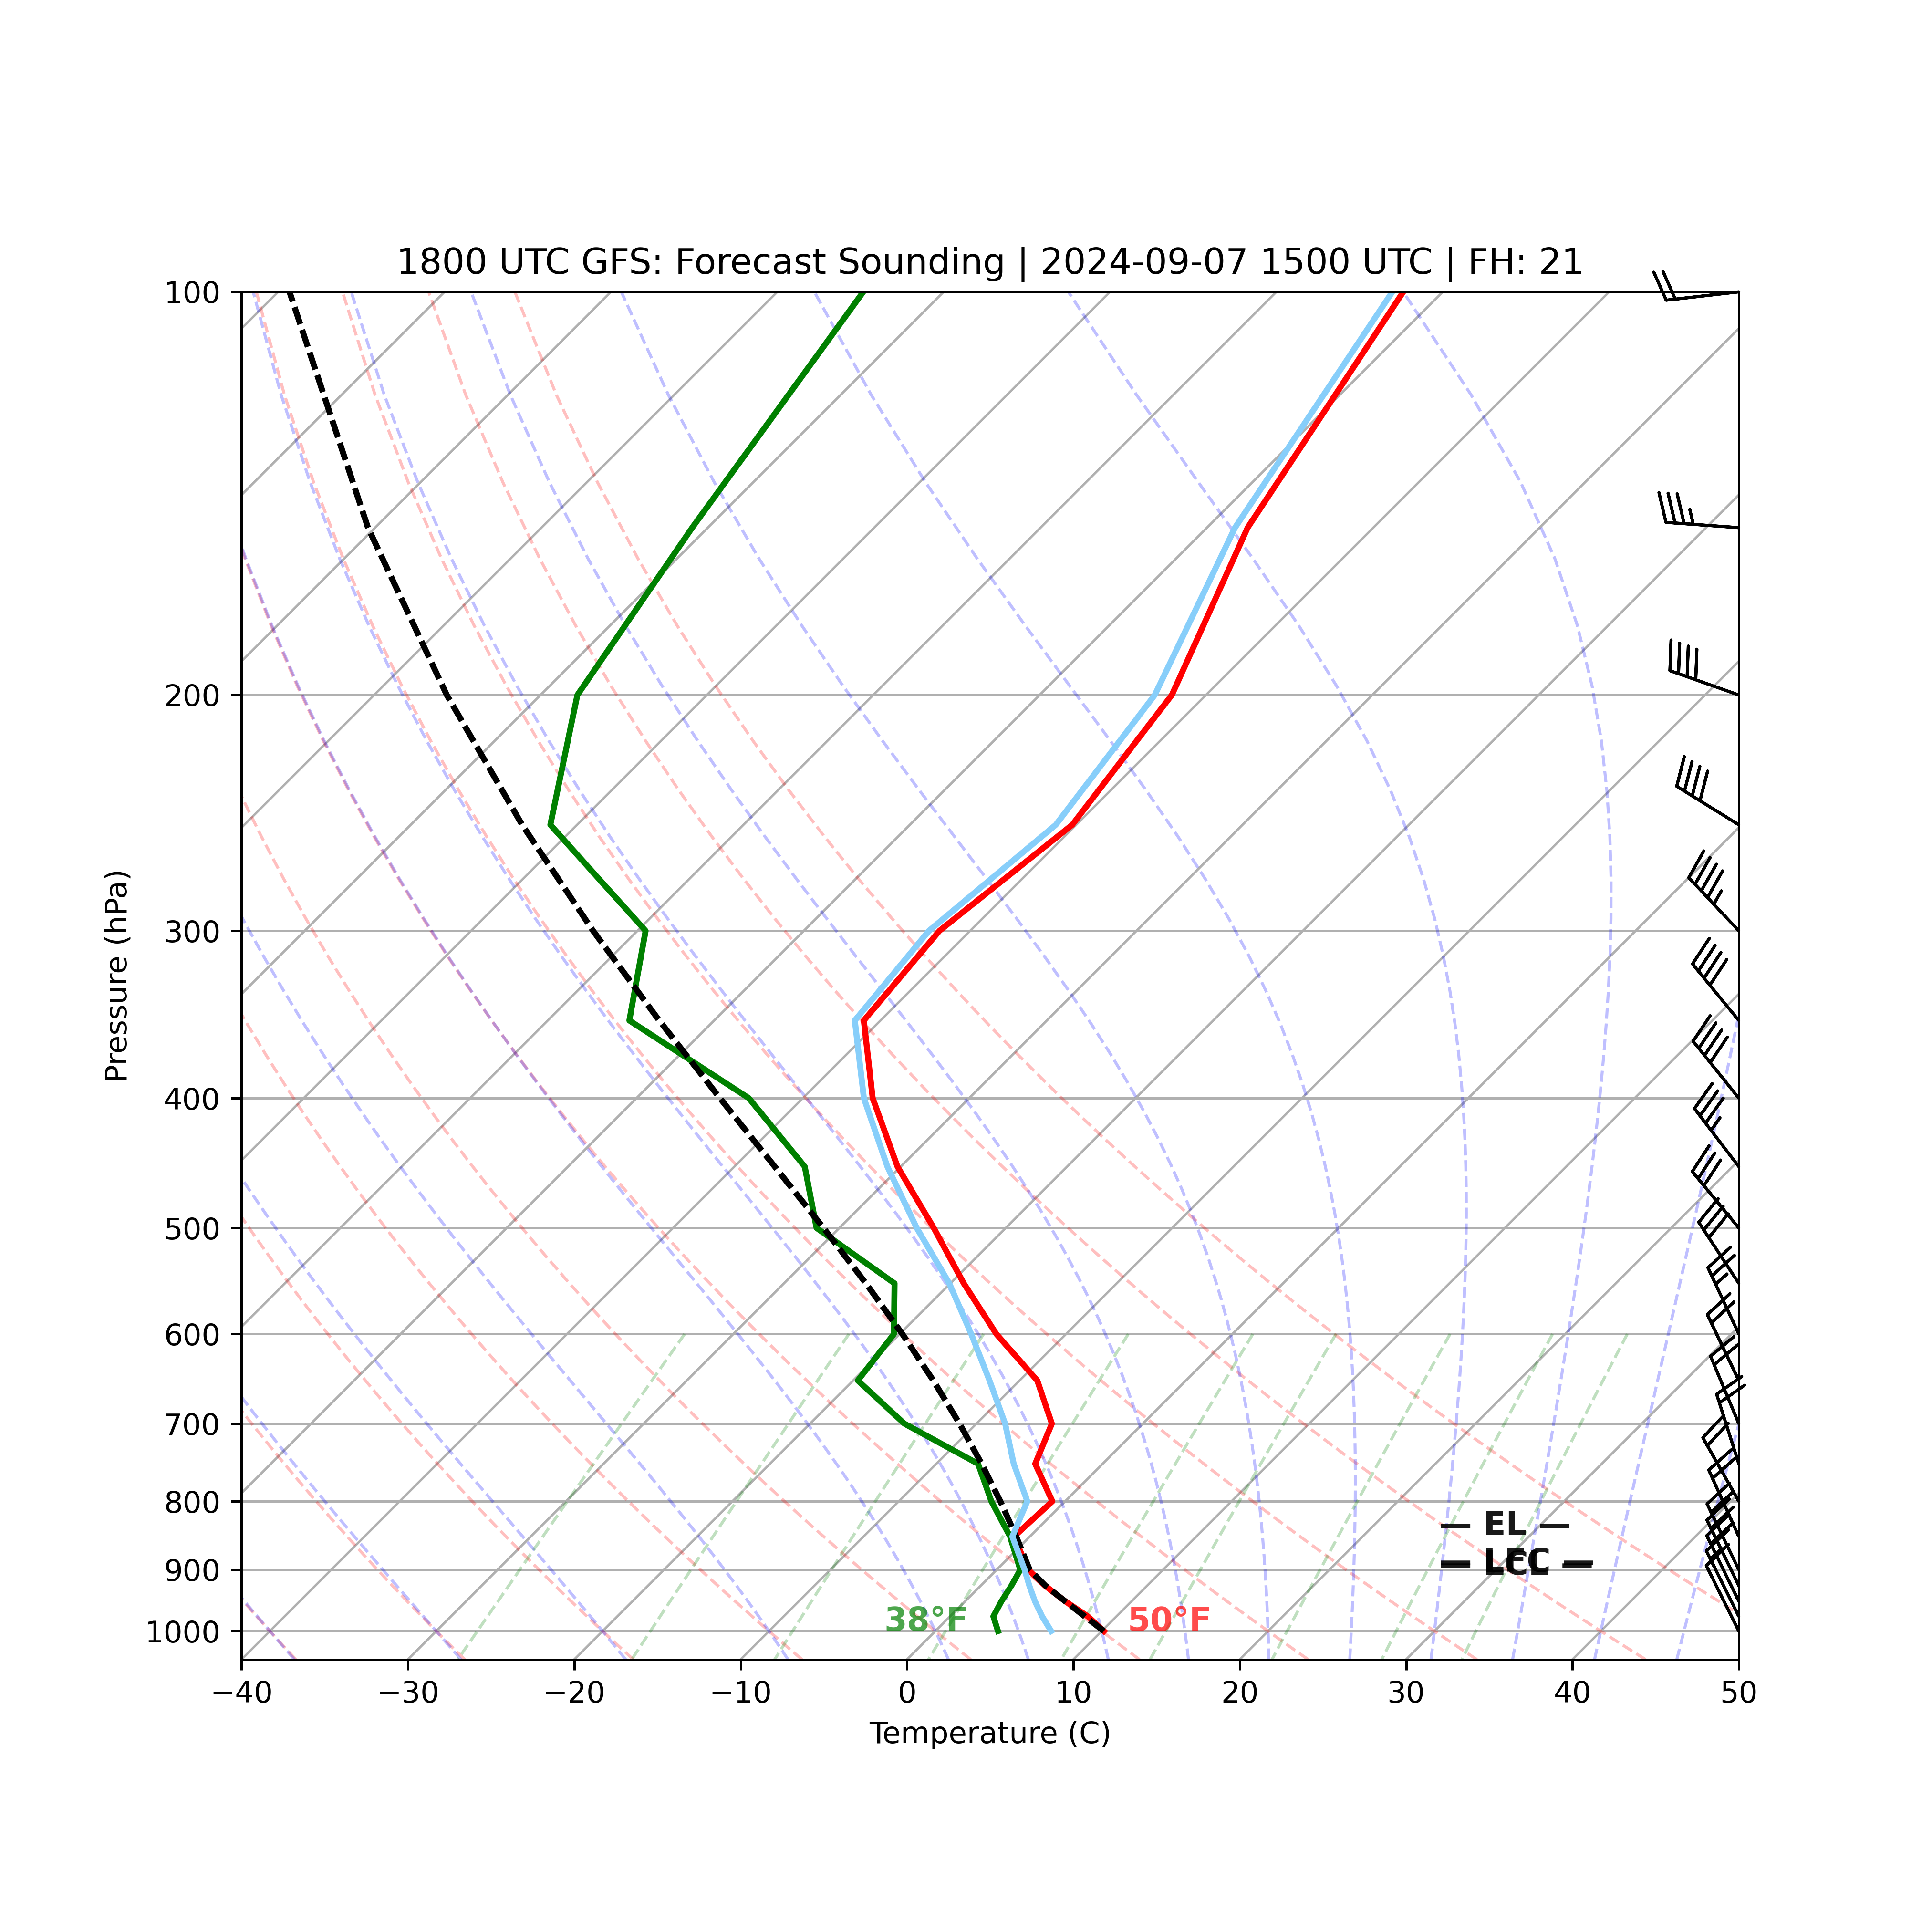 1800 UTC GFS: Forecast Sounding | 2024-09-07 1500 UTC | FH: 21
100
200
300
400
500
600
700
800
900
1000
Pressure (hPa)
— EL —
— LFC —
38°F
50°F
−40 −30 −20 −10 0 10 20 30 40 50
Temperature (C)